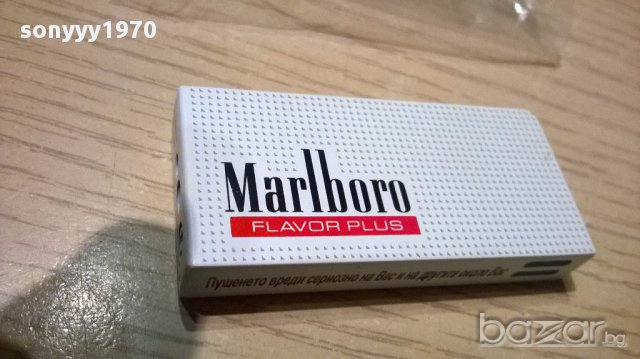 sonyyy1970
Marlboro
FLAVOR PLUS
Пушенето вреди сериозно на Вас и на другите около Вас
bazar.bg